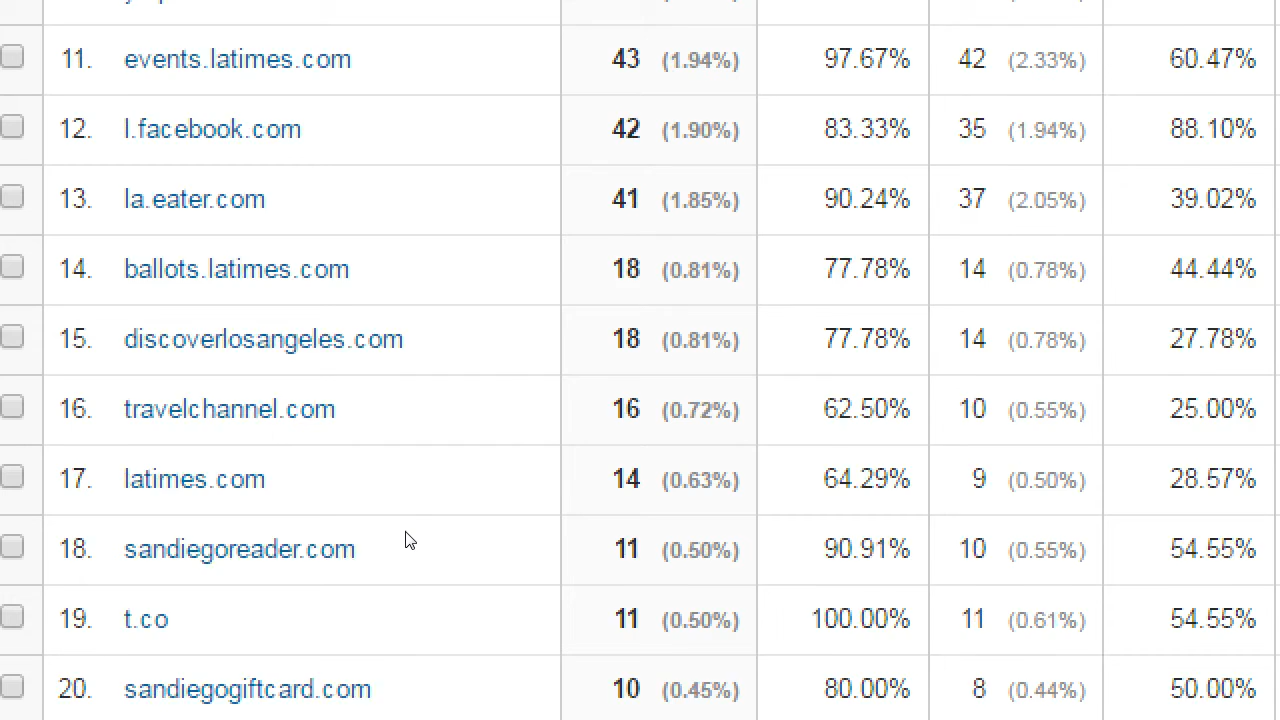 11. events.latimes.com 43 (1.94%) 97.67% 42 (2.33%) 60.47%
12. l.facebook.com 42 (1.90%) 83.33% 35 (1.94%) 88.10%
13. la.eater.com 41 (1.85%) 90.24% 37 (2.05%) 39.02%
14. ballots.latimes.com 18 (0.81%) 77.78% 14 (0.78%) 44.44%
15. discoverlosangeles.com 18 (0.81%) 77.78% 14 (0.78%) 27.78%
16. travelchannel.com 16 (0.72%) 62.50% 10 (0.55%) 25.00%
17. latimes.com 14 (0.63%) 64.29% 9 (0.50%) 28.57%
18. sandiegoreader.com 11 (0.50%) 90.91% 10 (0.55%) 54.55%
19. t.co 11 (0.50%) 100.00% 11 (0.61%) 54.55%
20. sandiegogiftcard.com 10 (0.45%) 80.00% 8 (0.44%) 50.00%